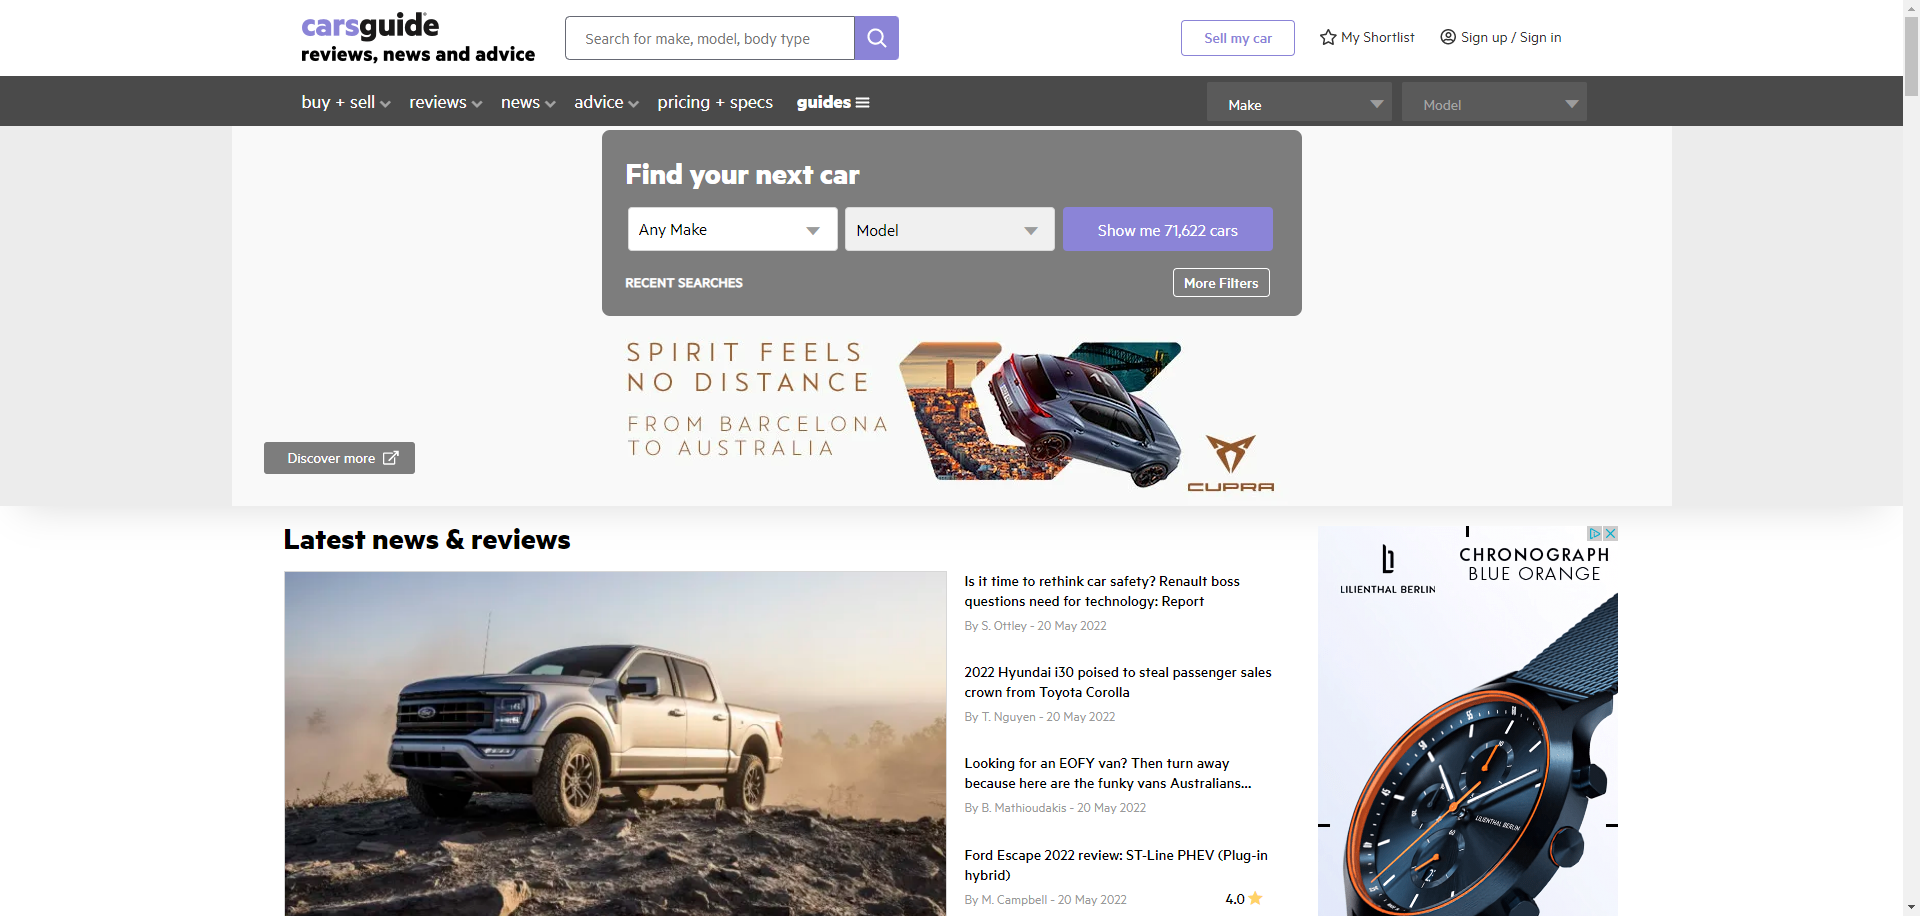 carsguide
reviews, news and advice
Search for make, model, body type
Sell my car
My Shortlist
Sign up / Sign in
buy + sell
reviews
news
advice
pricing + specs
guides
Make
Model
Find your next car
Any Make
Model
Show me 71,622 cars
RECENT SEARCHES
More Filters
SPIRIT FEELS
NO DISTANCE
FROM BARCELONA
TO AUSTRALIA
CUPRA
Discover more
Latest news & reviews
Is it time to rethink car safety? Renault boss
questions need for technology: Report
By S. Ottley - 20 May 2022
2022 Hyundai i30 poised to steal passenger sales
crown from Toyota Corolla
By T. Nguyen - 20 May 2022
Looking for an EOFY van? Then turn away
because here are the funky vans Australians...
By B. Mathioudakis - 20 May 2022
Ford Escape 2022 review: ST-Line PHEV (Plug-in
hybrid)
By M. Campbell - 20 May 2022
4.0
CHRONOGRAPH
BLUE ORANGE
LILIENTHAL BERLIN
LILIENTHAL BERLIN